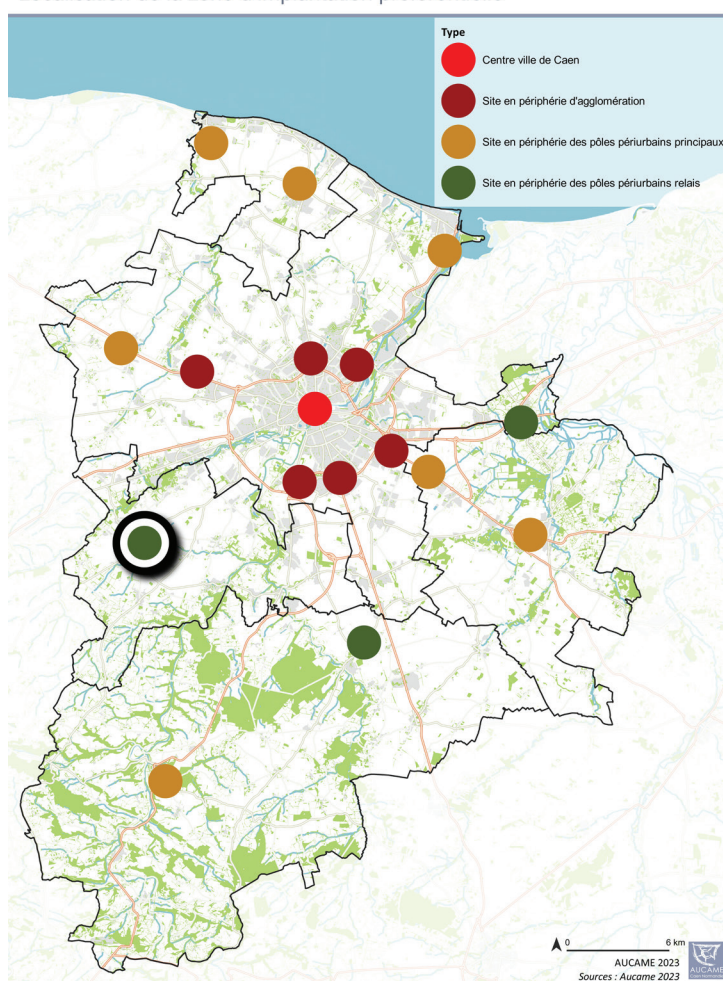 Type
Centre ville de Caen
Site en périphérie d'agglomération
Site en périphérie des pôles périurbains principaux
Site en périphérie des pôles périurbains relais
0 6 km
AUCAME 2023
Sources : Aucame 2023
AUCAME